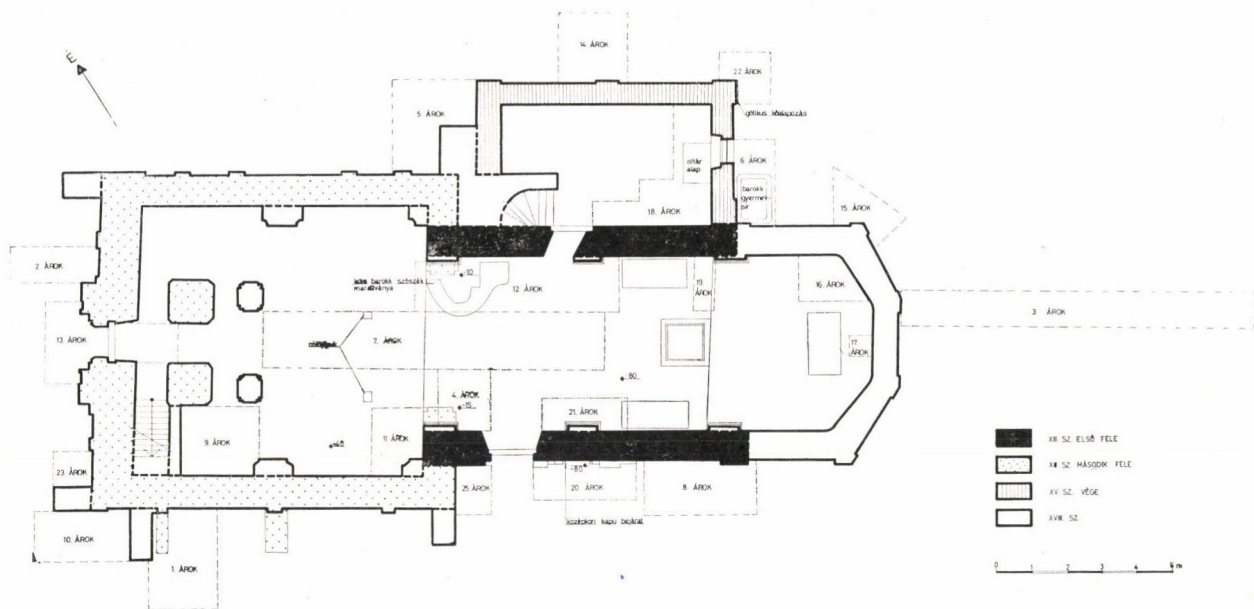 É
14. ÁROK
22 ÁROK
5 ÁROK
gótikus kőalapozás
oltár
alap
6 ÁROK
barokk
gyermek-
sír
15. ÁROK
18. ÁROK
2 ÁROK
barokk szószék
maradványa
-10
12. ÁROK
19.
ÁROK
16. ÁROK
3 ÁROK
13. ÁROK
7. ÁROK
17.
ÁROK
-80
4. ÁROK
-15
21. ÁROK
9. ÁROK
11. ÁROK
23. ÁROK
25. ÁROK
-80
20. ÁROK
8. ÁROK
középkori kapu bejárat
10. ÁROK
1. ÁROK
XIII. SZ. ELSŐ FELE
XIII. SZ. MÁSODIK FELE
XV. SZ. VÉGE
XVIII. SZ.
0 1 2 3 4 5 m